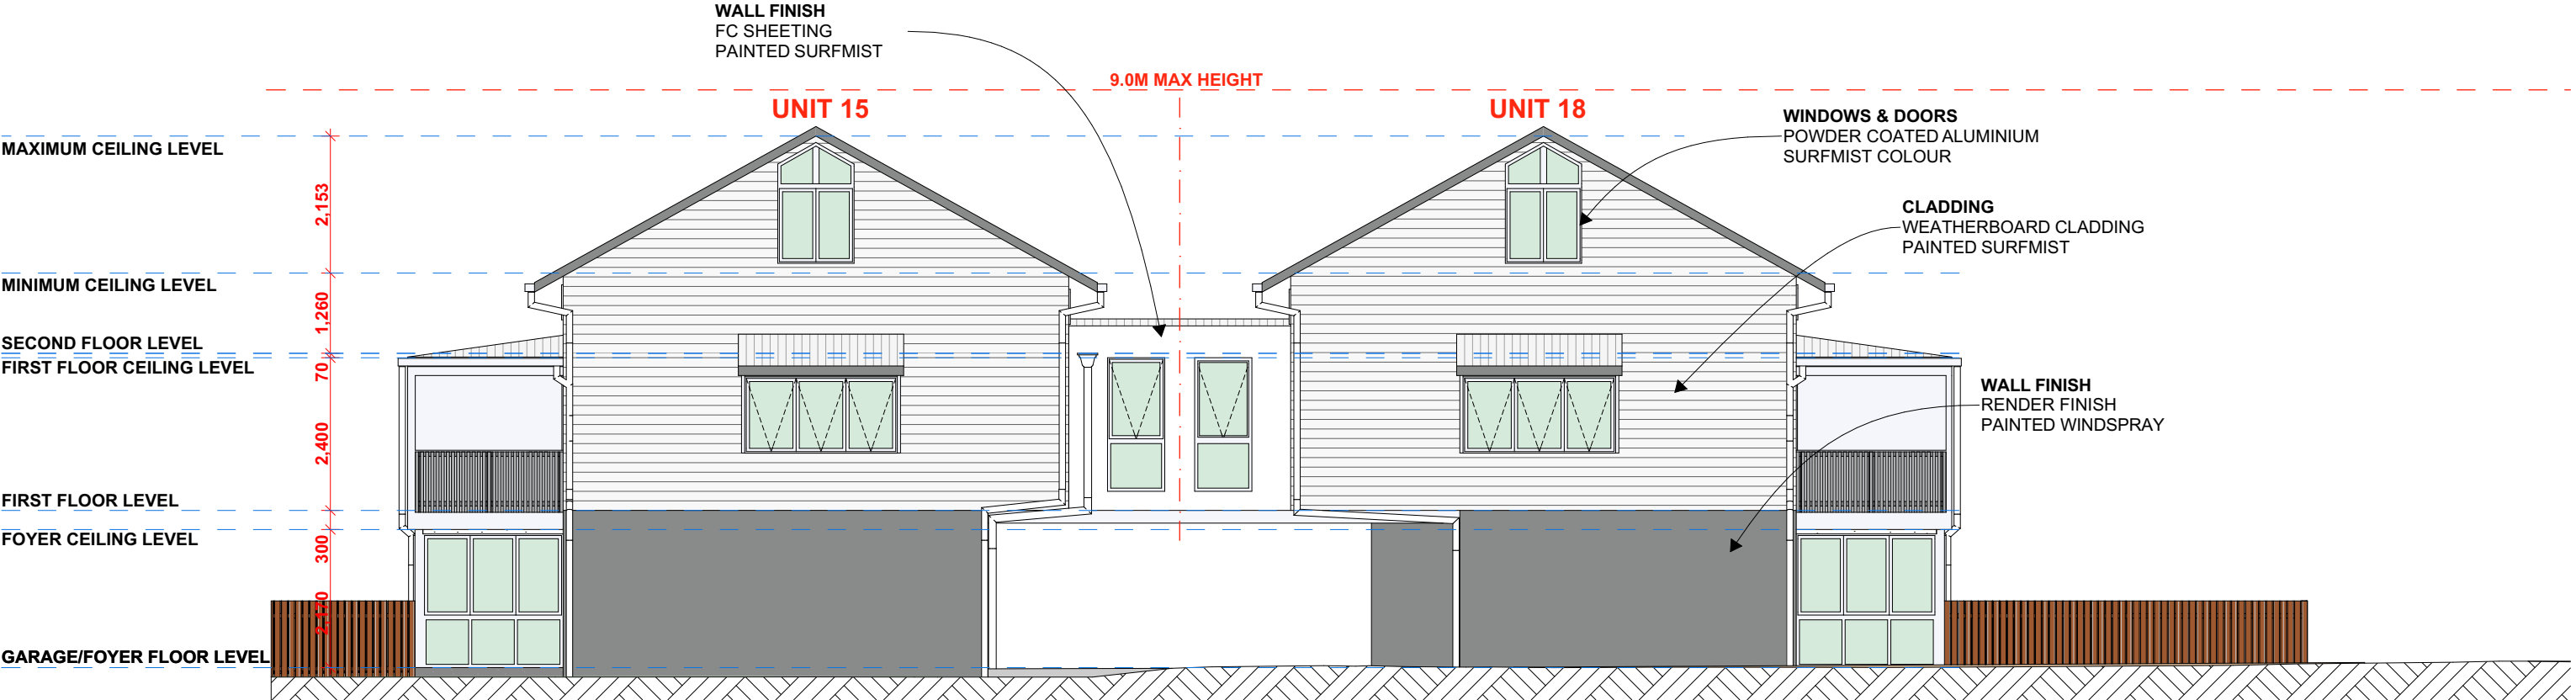 WALL FINISH
FC SHEETING
PAINTED SURFMIST
9.0M MAX HEIGHT
UNIT 15
UNIT 18
WINDOWS & DOORS
POWDER COATED ALUMINIUM
SURFMIST COLOUR
MAXIMUM CEILING LEVEL
2,153
CLADDING
WEATHERBOARD CLADDING
PAINTED SURFMIST
MINIMUM CEILING LEVEL
1,260
SECOND FLOOR LEVEL
FIRST FLOOR CEILING LEVEL
70
WALL FINISH
RENDER FINISH
PAINTED WINDSPRAY
2,400
FIRST FLOOR LEVEL
FOYER CEILING LEVEL
300
2,170
GARAGE/FOYER FLOOR LEVEL